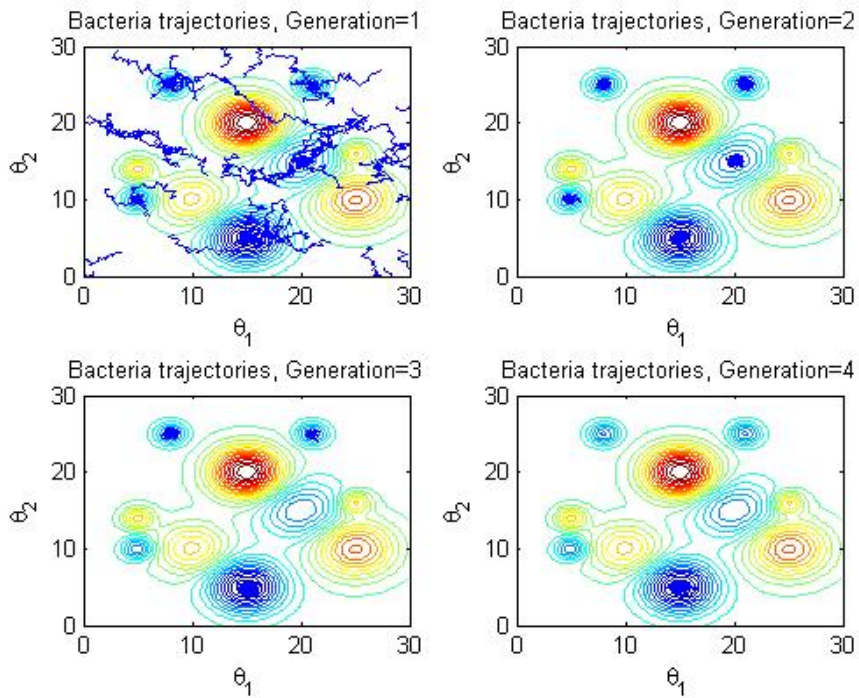 Bacteria trajectories, Generation=1
30
20
10
0
θ2
0
10
20
30
θ1
Bacteria trajectories, Generation=2
30
20
10
0
θ2
0
10
20
30
θ1
Bacteria trajectories, Generation=3
30
20
10
0
θ2
0
10
20
30
θ1
Bacteria trajectories, Generation=4
30
20
10
0
θ2
0
10
20
30
θ1